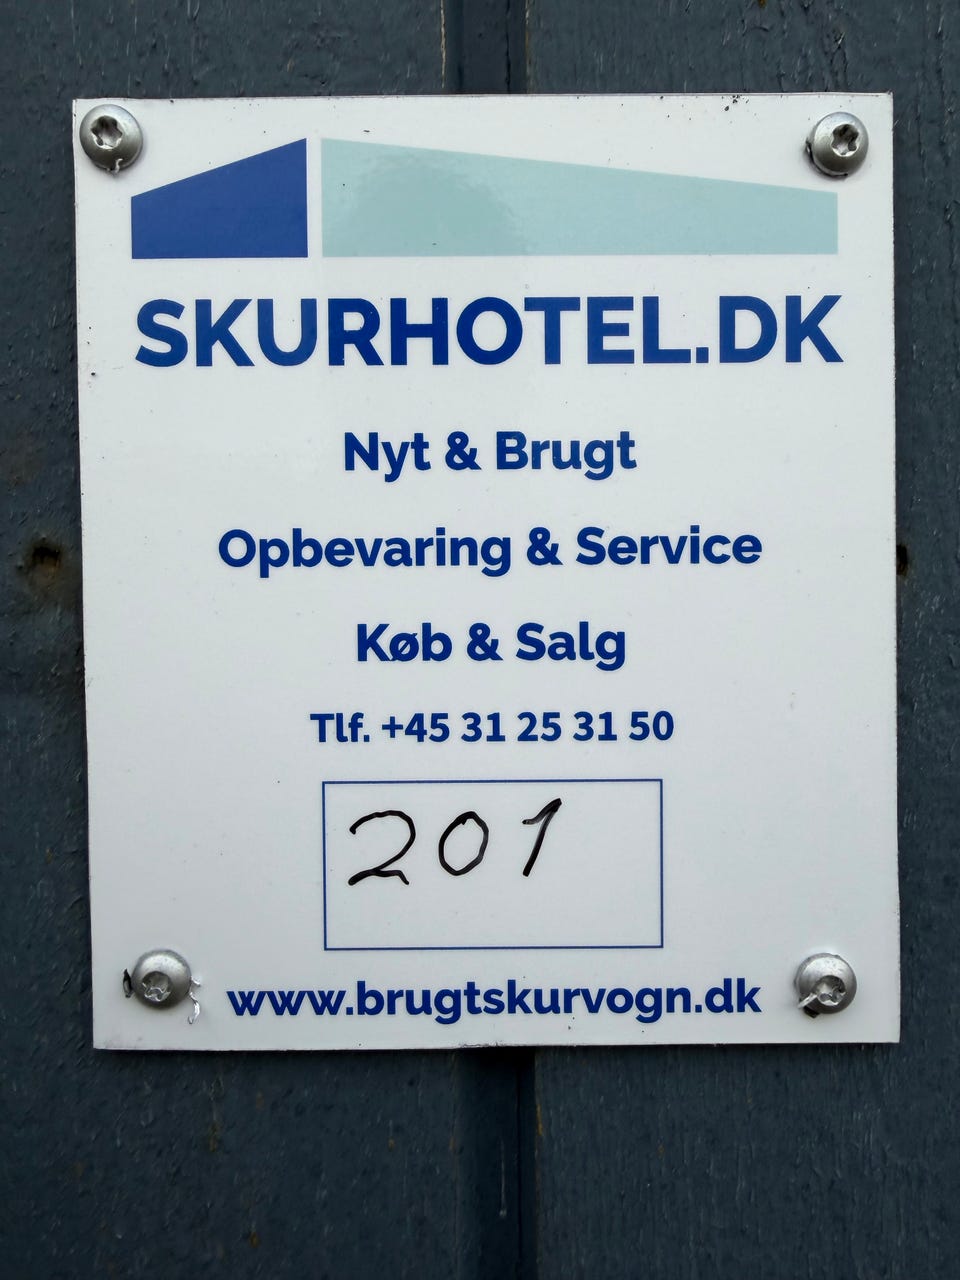 SKURHOTEL.DK
Nyt & Brugt
Opbevaring & Service
Køb & Salg
Tlf. +45 31 25 31 50
201
www.brugtskurvogn.dk